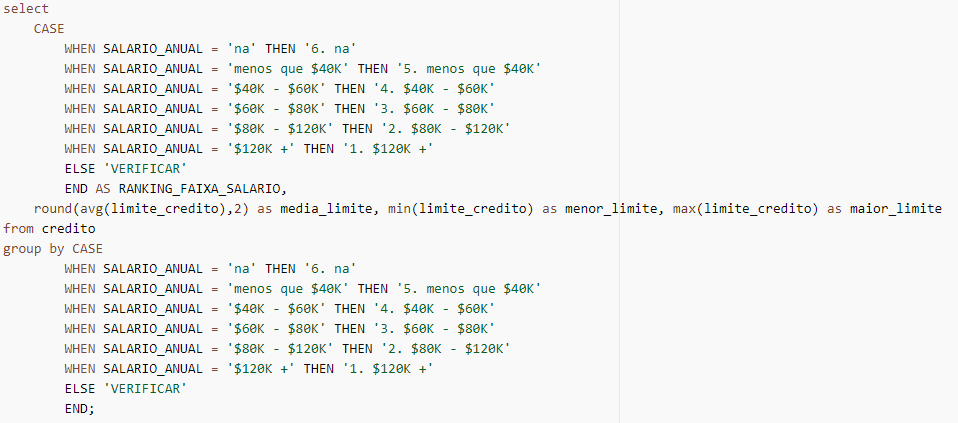 select
    CASE
        WHEN SALARIO_ANUAL = 'na' THEN '6. na'
        WHEN SALARIO_ANUAL = 'menos que $40K' THEN '5. menos que $40K'
        WHEN SALARIO_ANUAL = '$40K - $60K' THEN '4. $40K - $60K'
        WHEN SALARIO_ANUAL = '$60K - $80K' THEN '3. $60K - $80K'
        WHEN SALARIO_ANUAL = '$80K - $120K' THEN '2. $80K - $120K'
        WHEN SALARIO_ANUAL = '$120K +' THEN '1. $120K +'
        ELSE 'VERIFICAR'
        END AS RANKING_FAIXA_SALARIO,
    round(avg(limite_credito),2) as media_limite, min(limite_credito) as menor_limite, max(limite_credito) as maior_limite
from credito
group by CASE
        WHEN SALARIO_ANUAL = 'na' THEN '6. na'
        WHEN SALARIO_ANUAL = 'menos que $40K' THEN '5. menos que $40K'
        WHEN SALARIO_ANUAL = '$40K - $60K' THEN '4. $40K - $60K'
        WHEN SALARIO_ANUAL = '$60K - $80K' THEN '3. $60K - $80K'
        WHEN SALARIO_ANUAL = '$80K - $120K' THEN '2. $80K - $120K'
        WHEN SALARIO_ANUAL = '$120K +' THEN '1. $120K +'
        ELSE 'VERIFICAR'
        END;